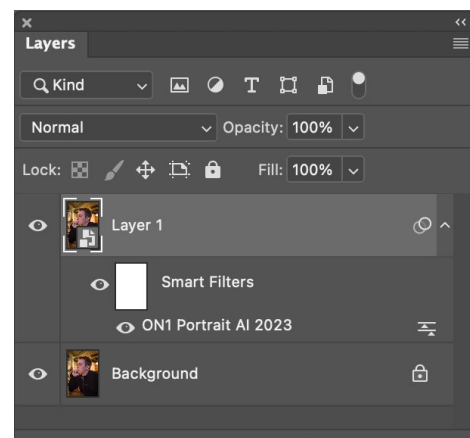 Layers
Kind
Normal Opacity: 100%
Lock: Fill: 100%
Layer 1
Smart Filters
ON1 Portrait AI 2023
Background